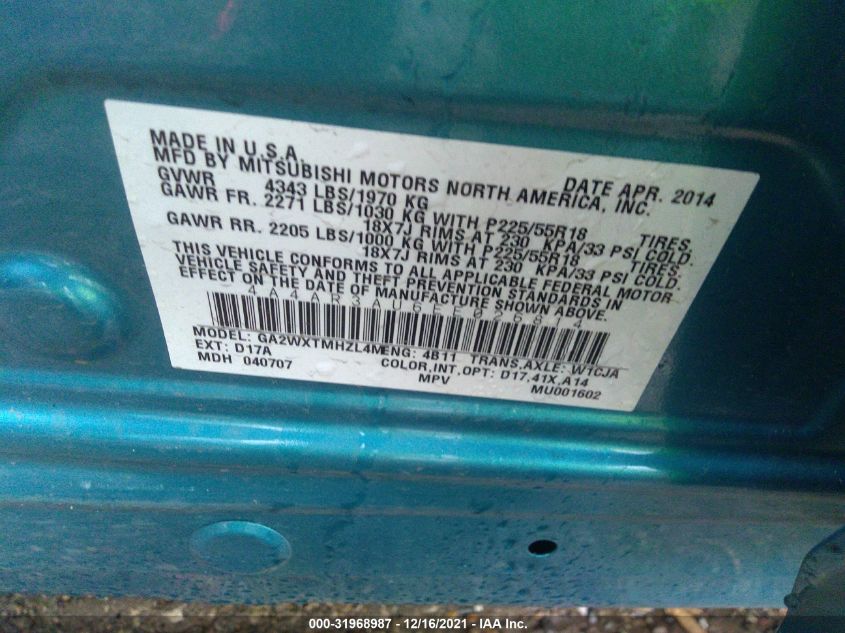 MADE IN U.S.A.
MFD BY MITSUBISHI MOTORS NORTH AMERICA, INC.
DATE APR. 2014
GVWR 4343 LBS/1970 KG
GAWR FR. 2271 LBS/1030 KG WITH P225/55R18 TIRES,
18X7J RIMS AT 230 KPA/33 PSI COLD.
GAWR RR. 2205 LBS/1000 KG WITH P225/55R18 TIRES,
18X7J RIMS AT 230 KPA/33 PSI COLD.
THIS VEHICLE CONFORMS TO ALL APPLICABLE FEDERAL MOTOR
VEHICLE SAFETY AND THEFT PREVENTION STANDARDS IN
EFFECT ON THE DATE OF MANUFACTURE SHOWN ABOVE.
4A4AR3AU6EE026814
MODEL: GA2WXTMHZL4M ENG: 4B11 TRANS,AXLE: W1CJA
EXT: D17A COLOR,INT,OPT: D17,41X,A14
MDH 040707 MPV MU001602
000-31968987 - 12/16/2021 - IAA Inc.